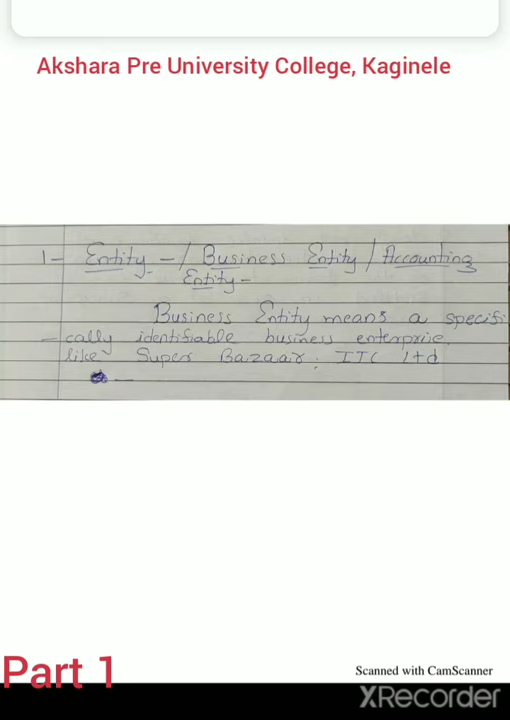 Akshara Pre University College, Kaginele
1- Entity - / Business Entity / Accounting
Entity -
Business Entity means a specifi
- cally identifiable business enterprise
like Super Bazaar, ITC Ltd
Part 1
Scanned with CamScanner
XRecorder